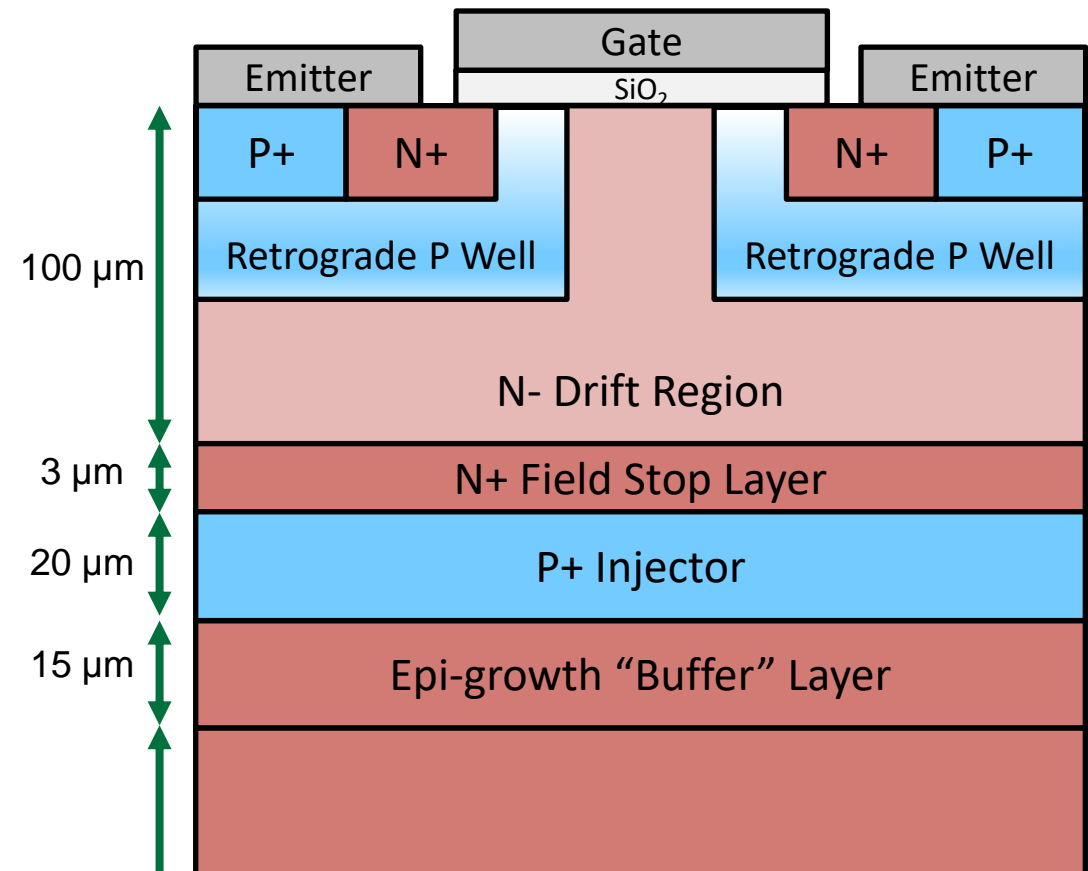 Gate
Emitter
Emitter
SiO₂
P+
N+
N+
P+
Retrograde P Well
Retrograde P Well
100 µm
N- Drift Region
3 µm
N+ Field Stop Layer
20 µm
P+ Injector
15 µm
Epi-growth “Buffer” Layer